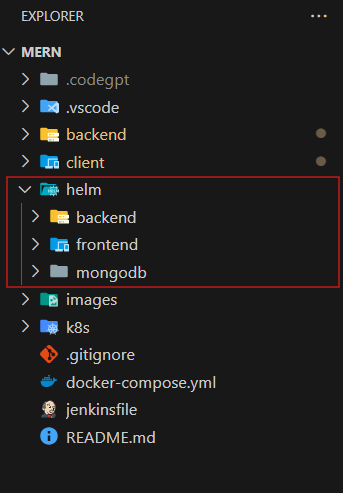 EXPLORER
MERN
.codegpt
.vscode
backend
client
helm
backend
frontend
mongodb
images
k8s
.gitignore
docker-compose.yml
jenkinsfile
README.md